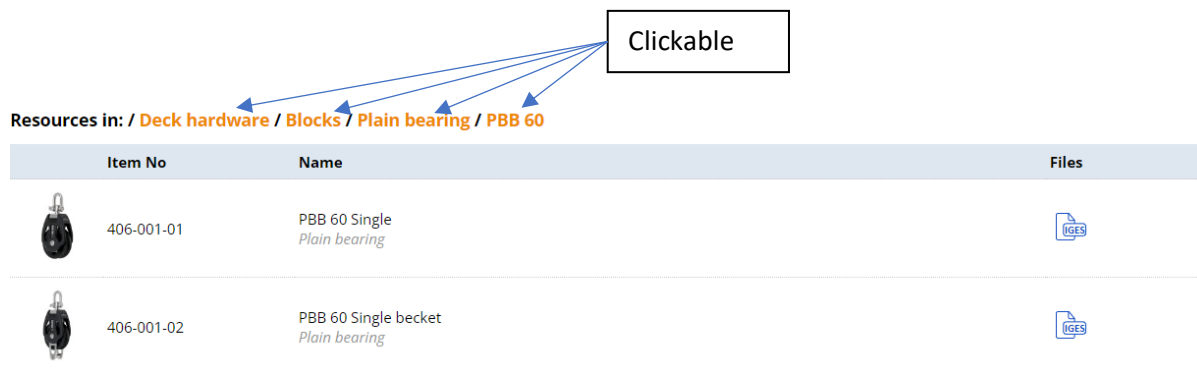 Clickable
Resources in: / Deck hardware / Blocks / Plain bearing / PBB 60
Item No Name Files
406-001-01 PBB 60 Single
Plain bearing
IGES
406-001-02 PBB 60 Single becket
Plain bearing
IGES